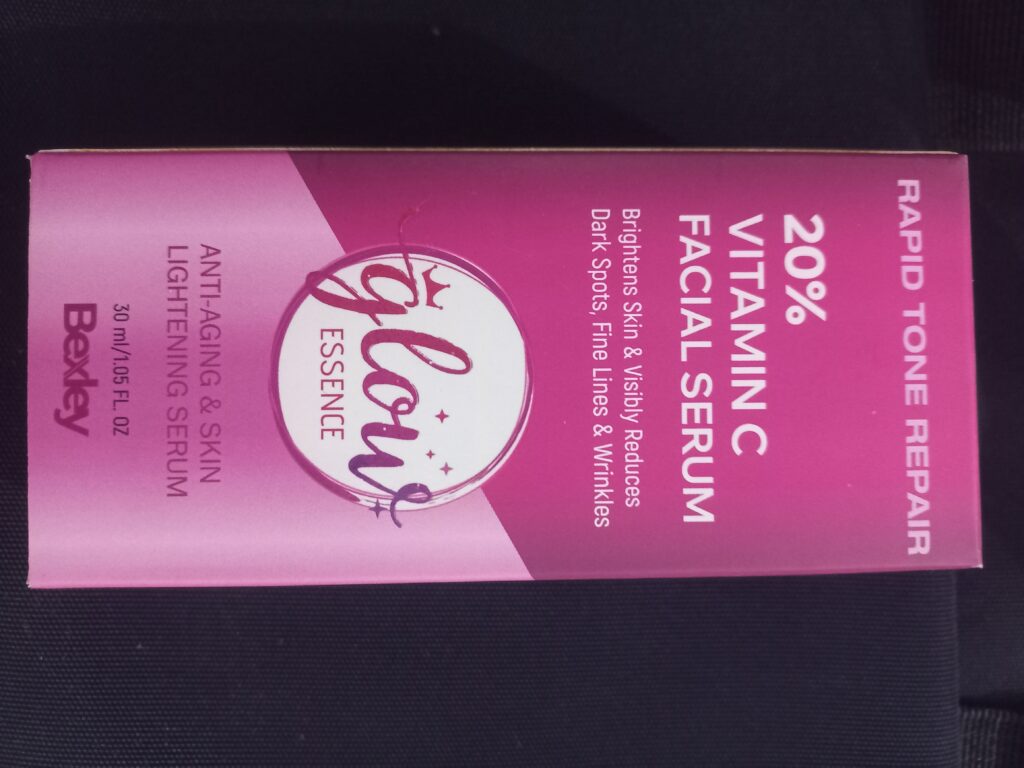 RAPID TONE REPAIR
20%
VITAMIN C
FACIAL SERUM
Brightens Skin & Visibly Reduces
Dark Spots, Fine Lines & Wrinkles
glow
ESSENCE
ANTI-AGING & SKIN
LIGHTENING SERUM
30 ml/1.05 FL. OZ
Bexley